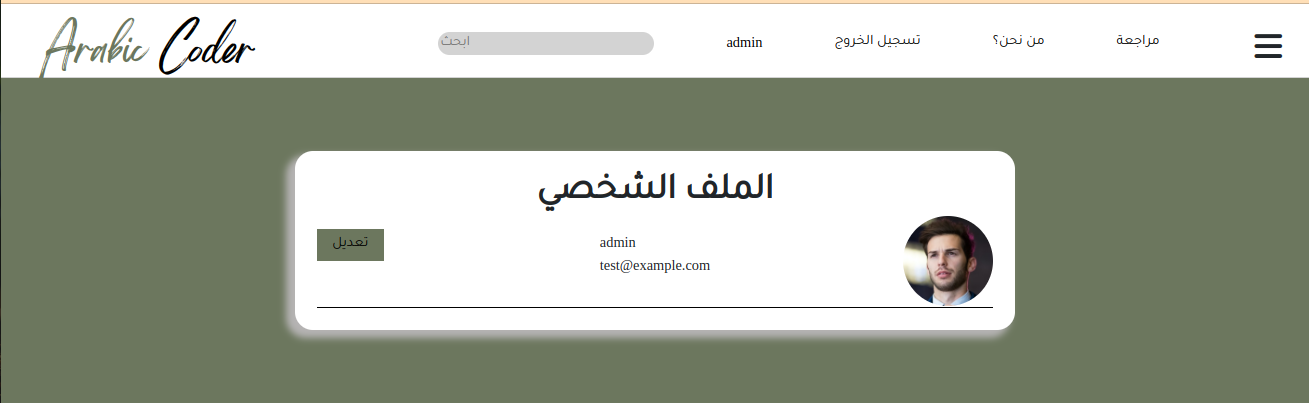 مراجعة
من نحن؟
تسجيل الخروج
admin
ابحث
Arabic Coder
الملف الشخصي
admin
test@example.com
تعديل